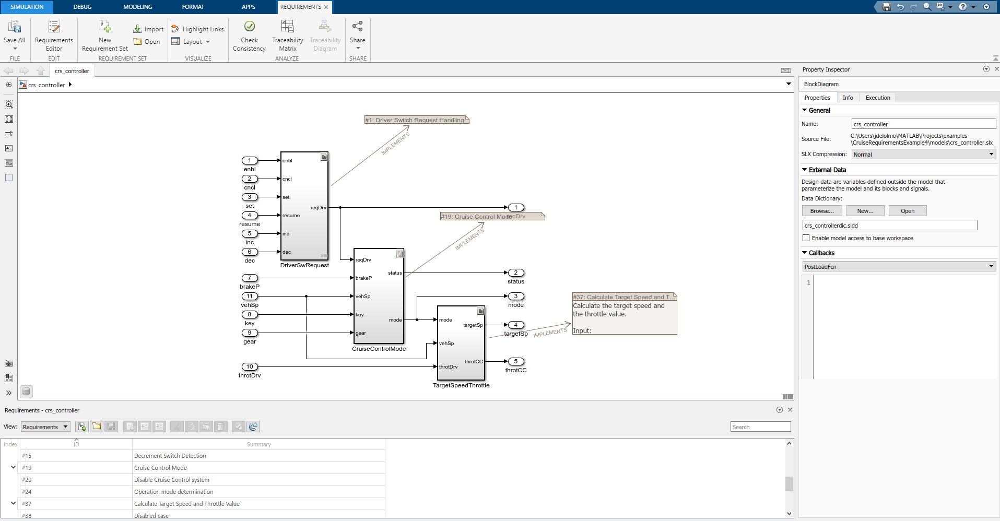 SIMULATION DEBUG MODELING FORMAT APPS REQUIREMENTS
Save All
Requirements Editor
New Requirement Set
Import
Open
Highlight Links
Layout
Check Consistency
Traceability Matrix
Traceability Diagram
Share
FILE EDIT REQUIREMENT SET VISUALIZE ANALYZE SHARE
crs_controller
crs_controller
#1: Driver Switch Request Handling
IMPLEMENTS
1
enbl
2
cncl
3
set
4
resume
5
inc
6
dec
enbl
cncl
set
resume
inc
dec
reqDrv
DriverSwRequest
1
reqDrv
#19: Cruise Control Mode
IMPLEMENTS
7
brakeP
11
vehSp
8
key
9
gear
10
throtDrv
reqDrv
brakeP
vehSp
key
gear
status
mode
CruiseControlMode
2
status
3
mode
mode
vehSp
throtDrv
targetSp
throtCC
TargetSpeedThrottle
4
targetSp
5
throtCC
IMPLEMENTS
#37: Calculate Target Speed and T...
Calculate the target speed and
the throttle value.
Input:
Property Inspector
BlockDiagram
Properties Info Execution
General
Name: crs_controller
Source File: C:\Users\jdelolmo\MATLAB\Projects\examples
\CruiseRequirementsExample4\models\crs_controller.slx
SLX Compression: Normal
External Data
Design data are variables defined outside the model that
parameterize the model and its blocks and signals.
Data Dictionary:
Browse... New... Open
crs_controllerdic.sldd
Enable model access to base workspace
Callbacks
PostLoadFcn
1
Requirements - crs_controller
View: Requirements Search
Index ID Summary
#15 Decrement Switch Detection
#19 Cruise Control Mode
#20 Disable Cruise Control system
#24 Operation mode determination
#37 Calculate Target Speed and Throttle Value
#38 Disabled case